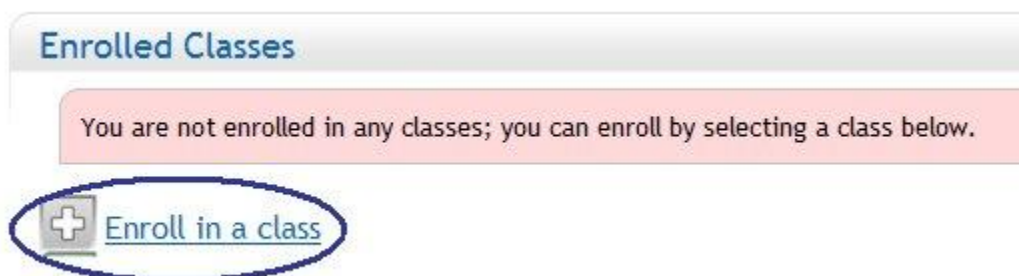 Enrolled Classes
You are not enrolled in any classes; you can enroll by selecting a class below.
Enroll in a class